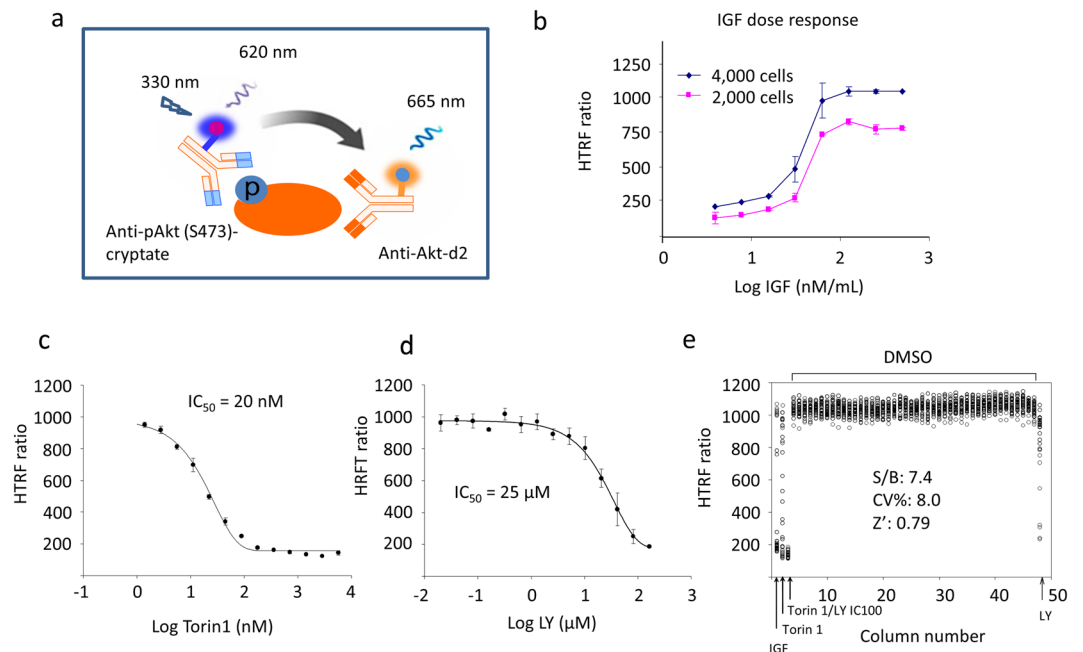 a
620 nm
330 nm
665 nm
p
Anti-pAkt (S473)-
cryptate
Anti-Akt-d2
b
IGF dose response
1250
1000
750
500
250
4,000 cells
2,000 cells
HTRF ratio
0
1
2
3
Log IGF (nM/mL)
c
1200
1000
800
600
400
200
HTRF ratio
IC50 = 20 nM
-1
0
1
2
3
4
Log Torin1 (nM)
d
1200
1000
800
600
400
200
HRFT ratio
IC50 = 25 µM
-2
-1
0
1
2
3
Log LY (µM)
e
DMSO
1200
1000
800
600
400
200
HTRF ratio
S/B: 7.4
CV%: 8.0
Z’: 0.79
10
20
30
40
50
Torin 1/LY IC100
LY
Torin 1
Column number
IGF